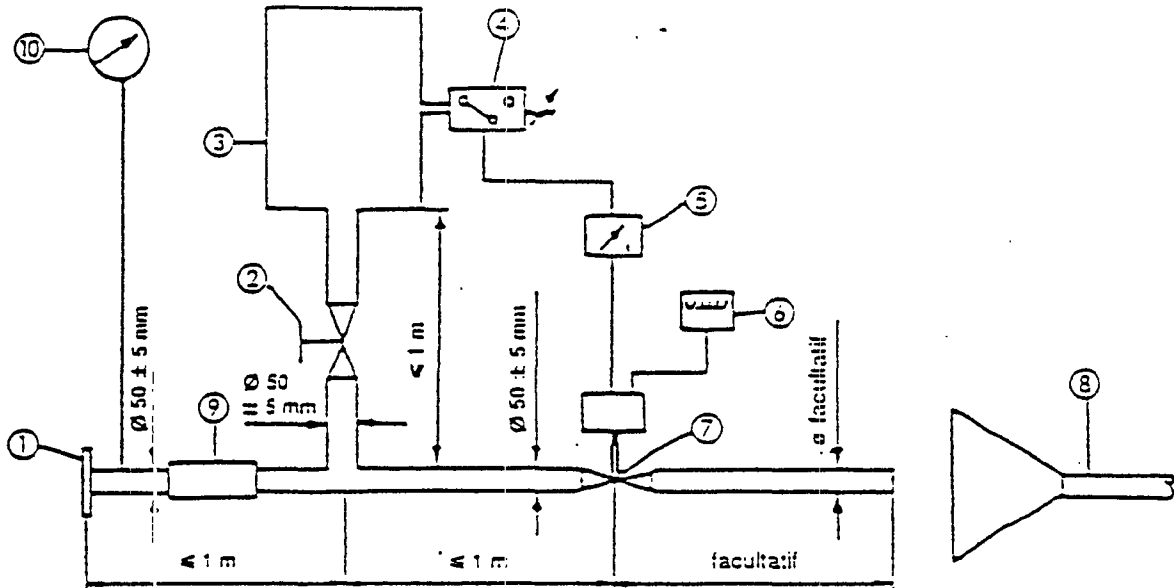 10
4
3
5
2
6
Ø 50 ± 5 mm
≤ 1 m
Ø 50 ± 5 mm
ø facultatif
Ø 50
± 5 mm
9
1
7
8
≤ 1 m
≤ 1 m
facultatif